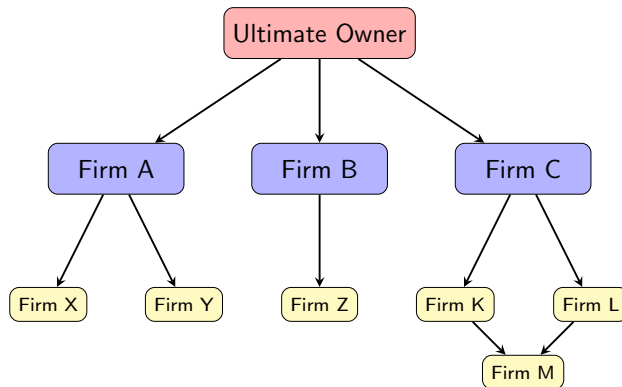 Ultimate Owner
Firm A
Firm B
Firm C
Firm X
Firm Y
Firm Z
Firm K
Firm L
Firm M